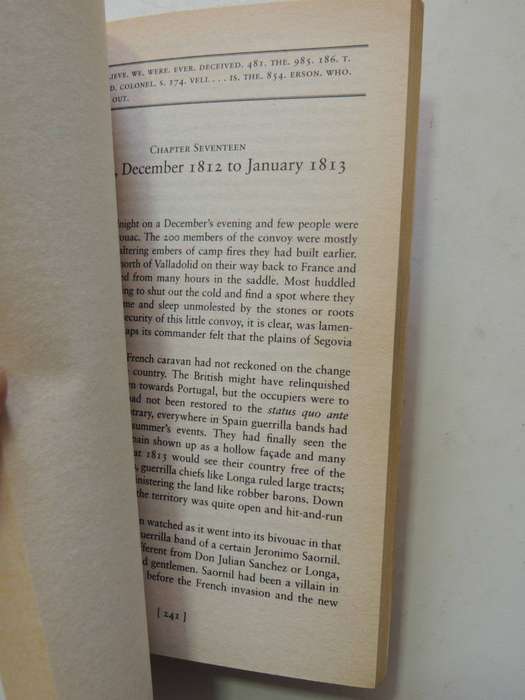 IEVE. WE. WERE. EVER. DECEIVED. 481. THE. 985. 186. T.
D. COLONEL. S. 174. VELL . . . IS. THE. 854. ERSON. WHO.
OUT.
CHAPTER SEVENTEEN
, December 1812 to January 1813
night on a December's evening and few people were
ouac. The 200 members of the convoy were mostly
ltering embers of camp fires they had built earlier.
orth of Valladolid on their way back to France and
ed from many hours in the saddle. Most huddled
ing to shut out the cold and find a spot where they
me and sleep unmolested by the stones or roots
ecurity of this little convoy, it is clear, was lamen-
aps its commander felt that the plains of Segovia
French caravan had not reckoned on the change
e country. The British might have relinquished
en towards Portugal, but the occupiers were to
ad not been restored to the status quo ante
trary, everywhere in Spain guerrilla bands had
summer's events. They had finally seen the
pain shown up as a hollow façade and many
at 1813 would see their country free of the
, guerrilla chiefs like Longa ruled large tracts;
nistering the land like robber barons. Down
the territory was quite open and hit-and-run
n watched as it went into its bivouac in that
uerrilla band of a certain Jeronimo Saornil.
fferent from Don Julian Sanchez or Longa,
d gentlemen. Saornil had been a villain in
before the French invasion and the new
[ 241 ]